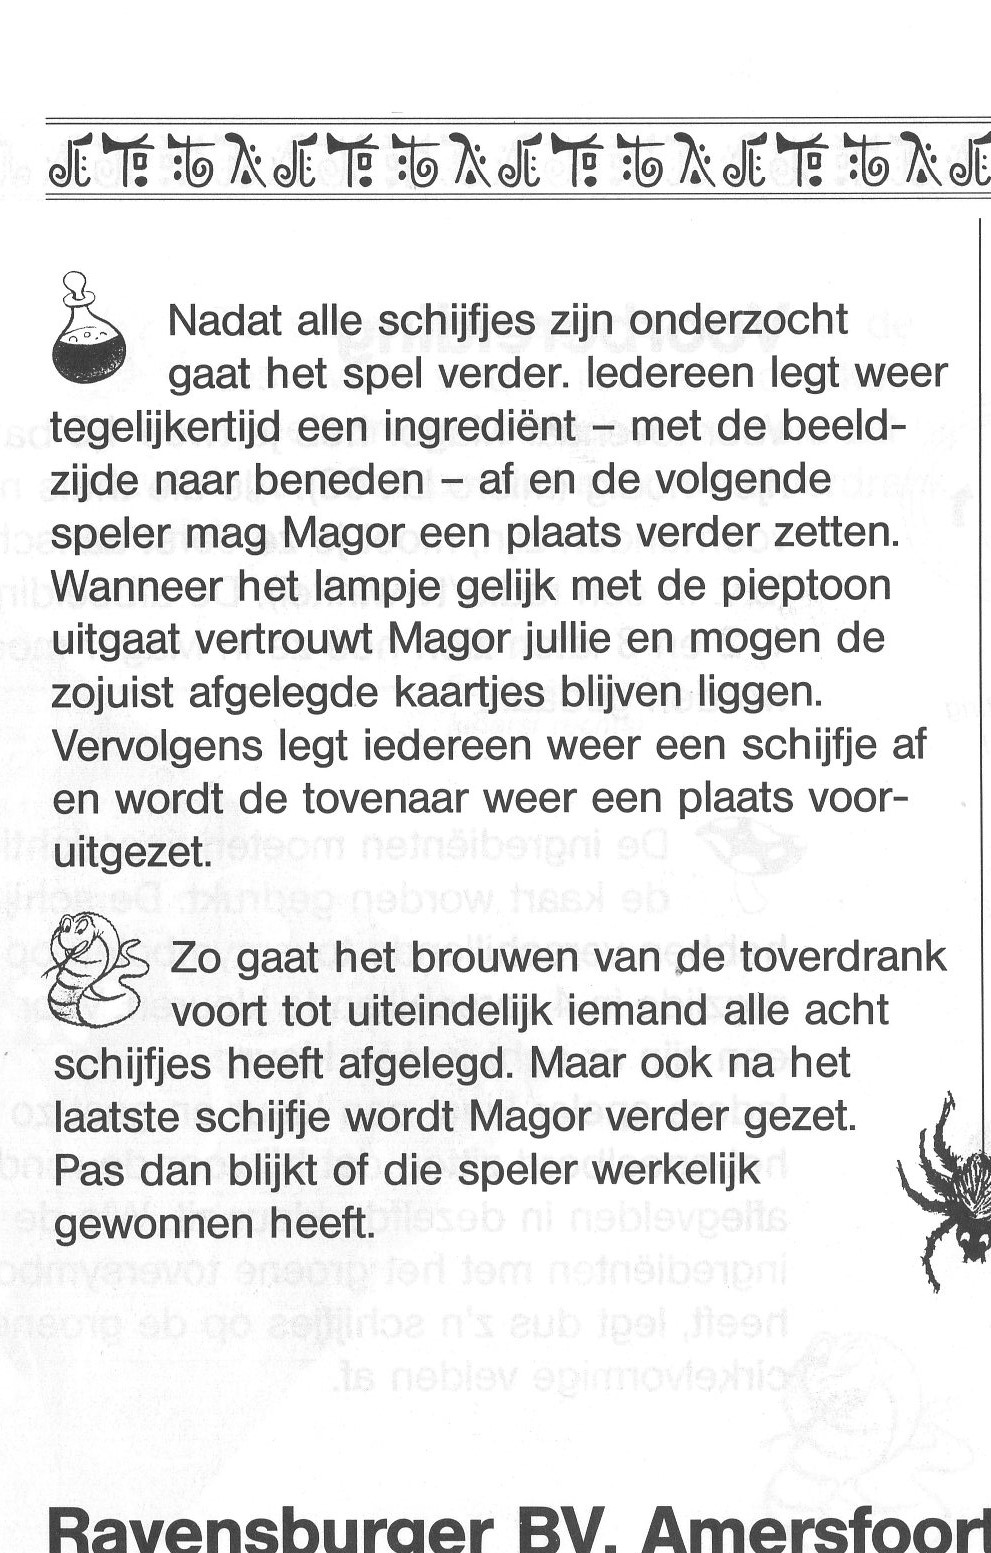 Nadat alle schijfjes zijn onderzocht
gaat het spel verder. Iedereen legt weer
tegelijkertijd een ingrediënt – met de beeld-
zijde naar beneden – af en de volgende
speler mag Magor een plaats verder zetten.
Wanneer het lampje gelijk met de pieptoon
uitgaat vertrouwt Magor jullie en mogen de
zojuist afgelegde kaartjes blijven liggen.
Vervolgens legt iedereen weer een schijfje af
en wordt de tovenaar weer een plaats voor-
uitgezet.
Zo gaat het brouwen van de toverdrank
voort tot uiteindelijk iemand alle acht
schijfjes heeft afgelegd. Maar ook na het
laatste schijfje wordt Magor verder gezet.
Pas dan blijkt of die speler werkelijk
gewonnen heeft.
Ravensburger BV, Amersfoort